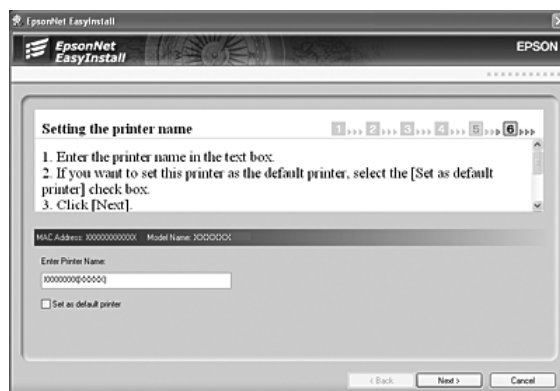 EpsonNet EasyInstall
EpsonNet
EasyInstall
EPSON
Setting the printer name
1 2 3 4 5 6
1. Enter the printer name in the text box.
2. If you want to set this printer as the default printer, select the [Set as default
printer] check box.
3. Click [Next].
MAC Address: XXXXXXXXXXXX Model Name: XXXXXXX
Enter Printer Name:
XXXXXXXX(XXXXXX)
Set as default printer
< Back Next > Cancel